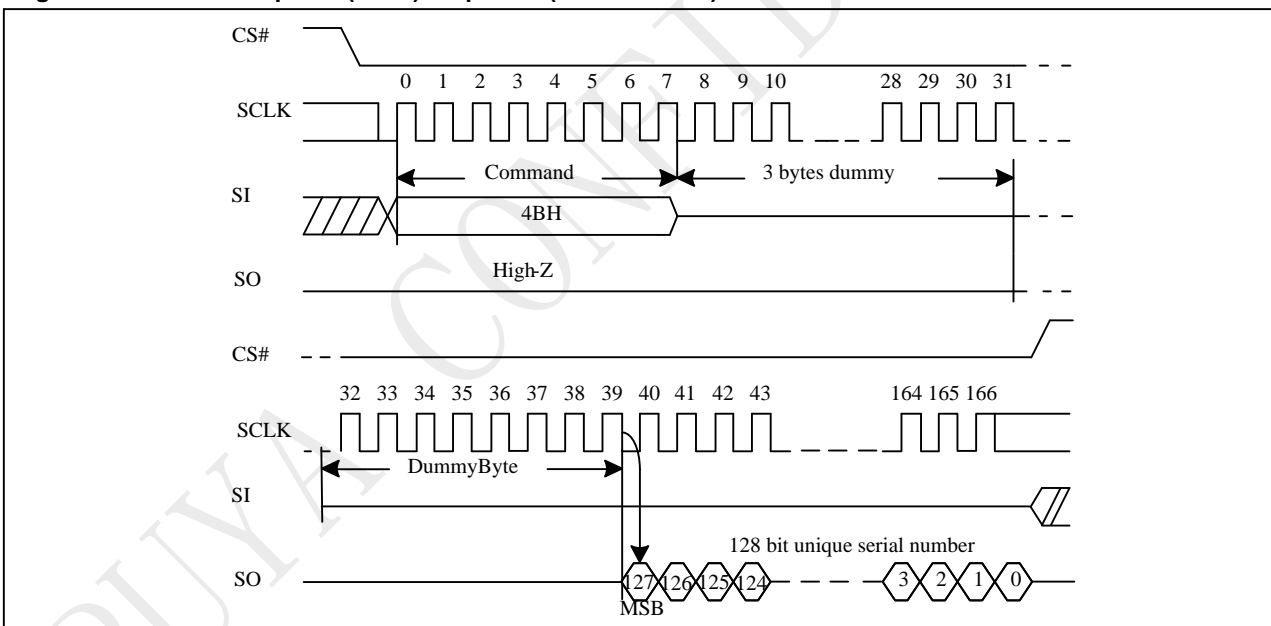 CS#
0 1 2 3 4 5 6 7 8 9 10 28 29 30 31
SCLK
Command 3 bytes dummy
SI
4BH
High-Z
SO
CS#
32 33 34 35 36 37 38 39 40 41 42 43 164 165 166
SCLK
DummyByte
SI
128 bit unique serial number
SO 127 126 125 124 3 2 1 0
MSB